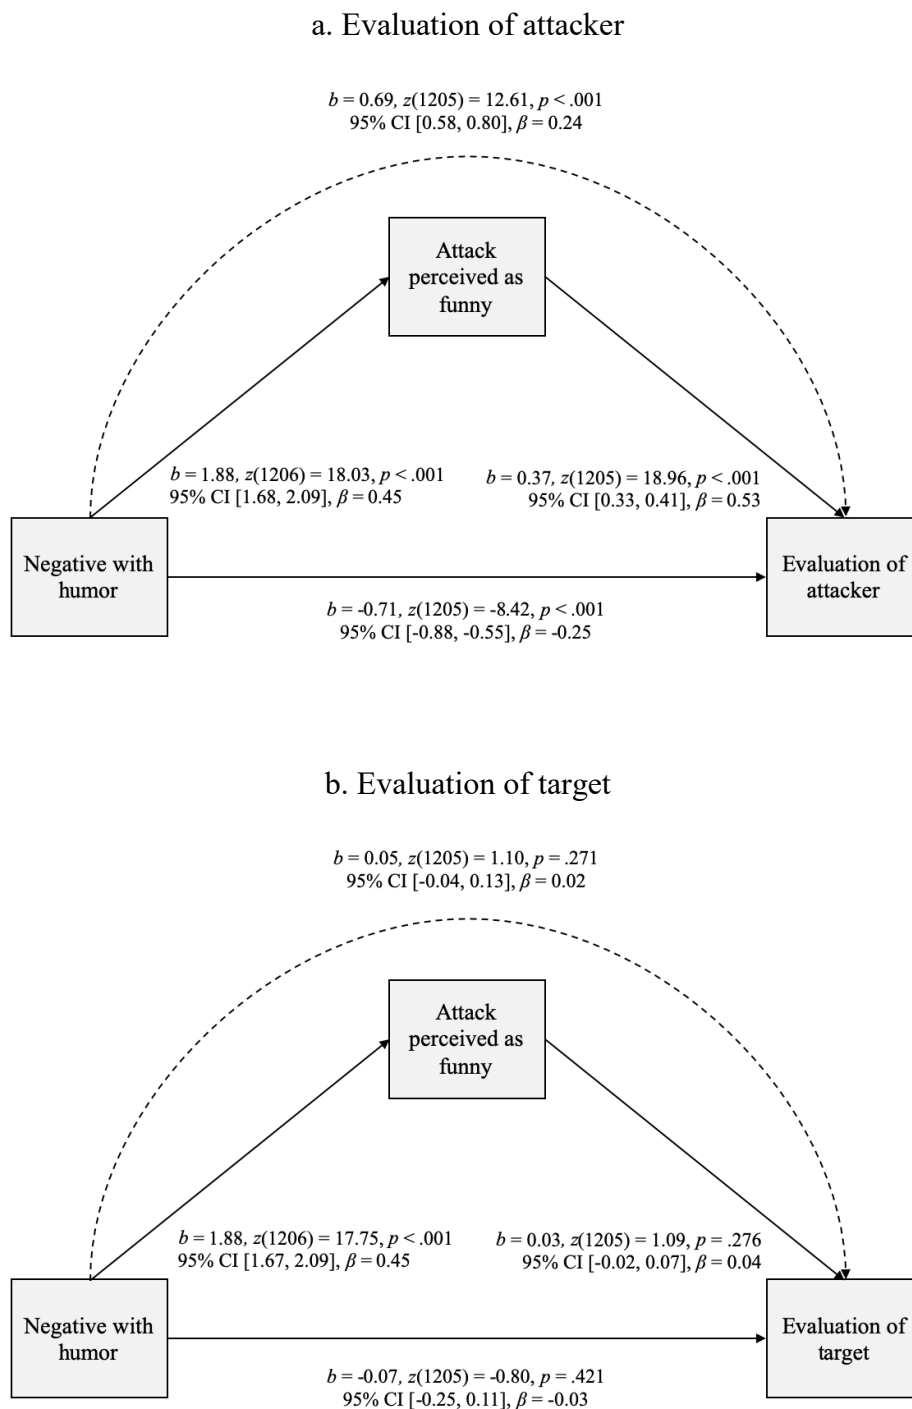 a. Evaluation of attacker
b = 0.69, z(1205) = 12.61, p < .001
95% CI [0.58, 0.80], β = 0.24
Attack
perceived as
funny
b = 1.88, z(1206) = 18.03, p < .001
95% CI [1.68, 2.09], β = 0.45
b = 0.37, z(1205) = 18.96, p < .001
95% CI [0.33, 0.41], β = 0.53
Negative with
humor
Evaluation of
attacker
b = -0.71, z(1205) = -8.42, p < .001
95% CI [-0.88, -0.55], β = -0.25
b. Evaluation of target
b = 0.05, z(1205) = 1.10, p = .271
95% CI [-0.04, 0.13], β = 0.02
Attack
perceived as
funny
b = 1.88, z(1206) = 17.75, p < .001
95% CI [1.67, 2.09], β = 0.45
b = 0.03, z(1205) = 1.09, p = .276
95% CI [-0.02, 0.07], β = 0.04
Negative with
humor
Evaluation of
target
b = -0.07, z(1205) = -0.80, p = .421
95% CI [-0.25, 0.11], β = -0.03